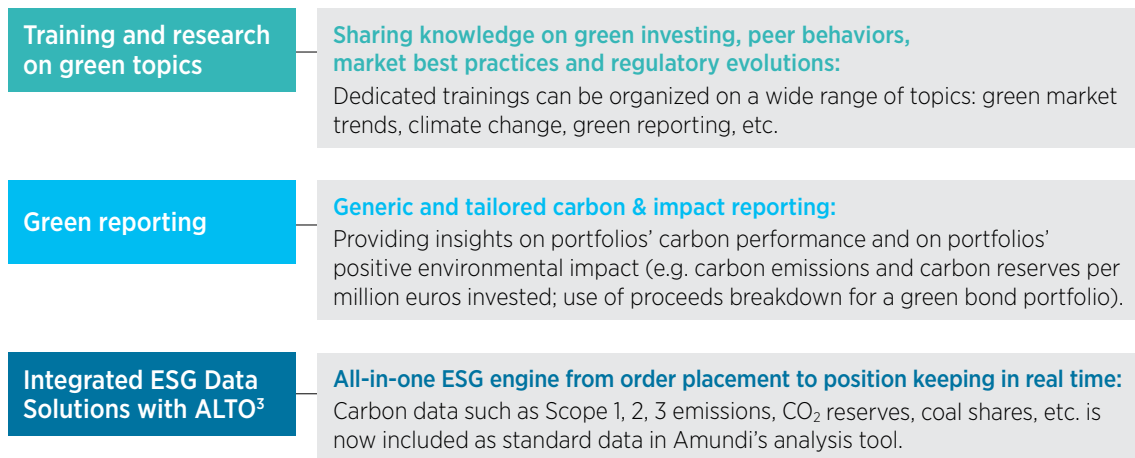 Training and research
on green topics
Sharing knowledge on green investing, peer behaviors,
market best practices and regulatory evolutions:
Dedicated trainings can be organized on a wide range of topics: green market
trends, climate change, green reporting, etc.
Green reporting
Generic and tailored carbon & impact reporting:
Providing insights on portfolios’ carbon performance and on portfolios’
positive environmental impact (e.g. carbon emissions and carbon reserves per
million euros invested; use of proceeds breakdown for a green bond portfolio).
Integrated ESG Data
Solutions with ALTO³
All-in-one ESG engine from order placement to position keeping in real time:
Carbon data such as Scope 1, 2, 3 emissions, CO₂ reserves, coal shares, etc. is
now included as standard data in Amundi’s analysis tool.